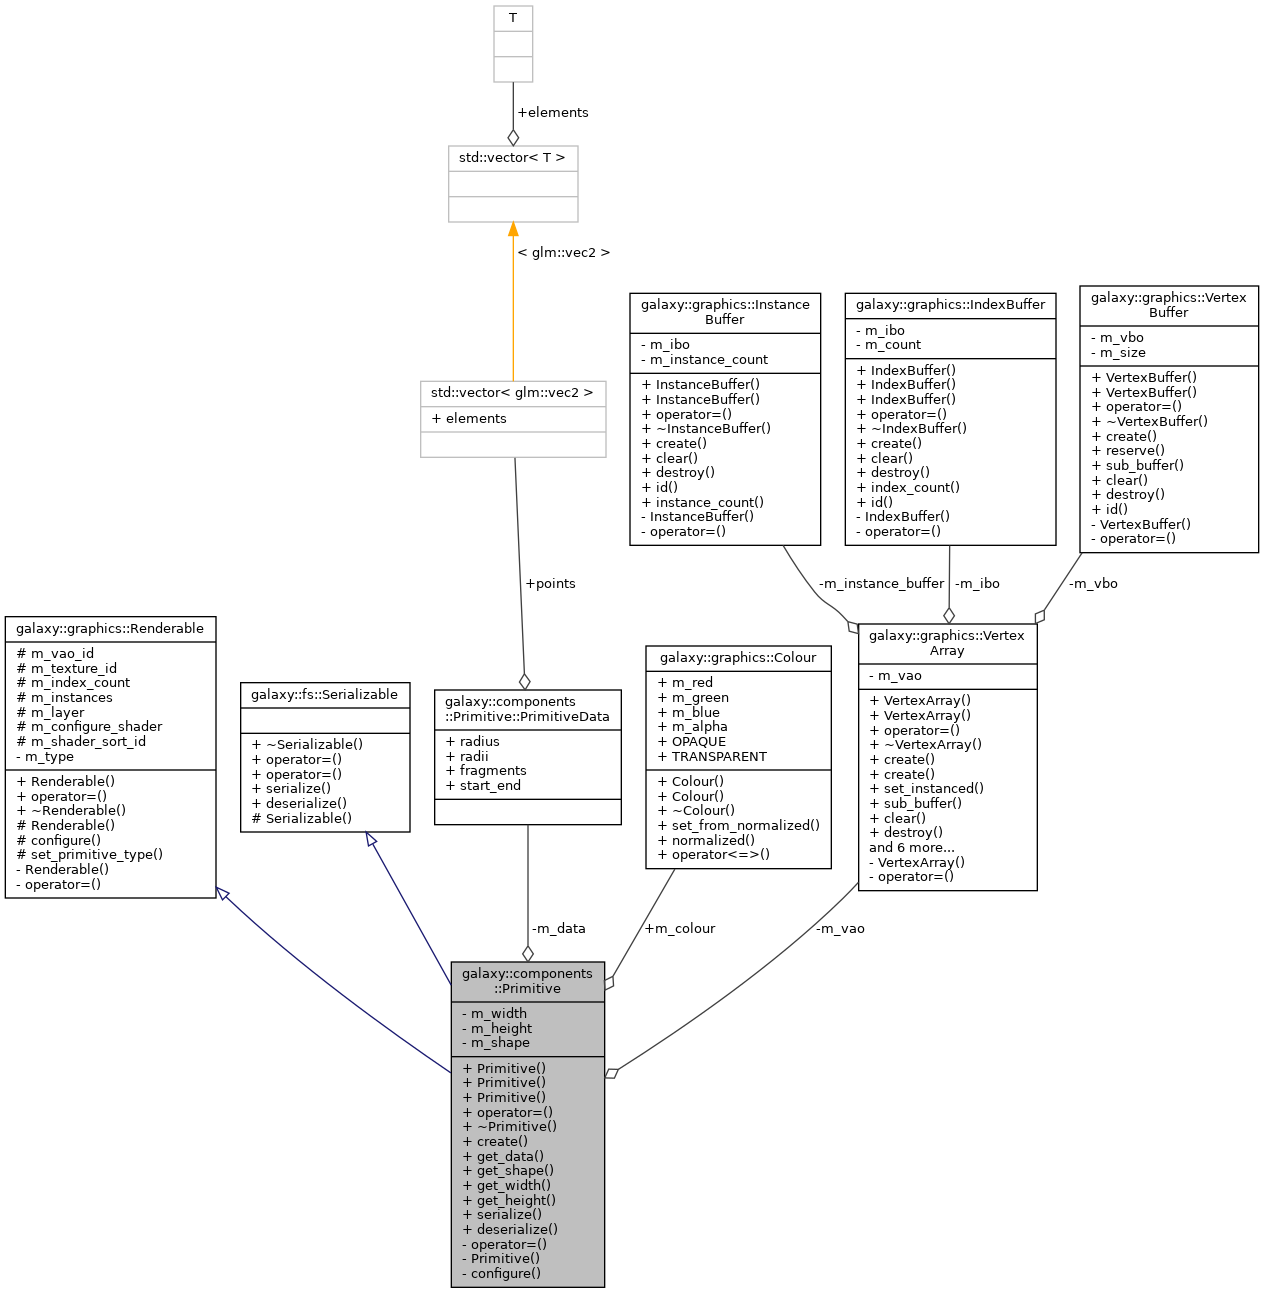 T
+elements
std::vector< T >
< glm::vec2 >
std::vector< glm::vec2 >
+ elements
+points
galaxy::graphics::Instance
Buffer
- m_ibo
- m_instance_count
+ InstanceBuffer()
+ InstanceBuffer()
+ operator=()
+ ~InstanceBuffer()
+ create()
+ clear()
+ destroy()
+ id()
+ instance_count()
- InstanceBuffer()
- operator=()
galaxy::graphics::IndexBuffer
- m_ibo
- m_count
+ IndexBuffer()
+ IndexBuffer()
+ IndexBuffer()
+ operator=()
+ ~IndexBuffer()
+ create()
+ clear()
+ destroy()
+ index_count()
+ id()
- IndexBuffer()
- operator=()
galaxy::graphics::Vertex
Buffer
- m_vbo
- m_size
+ VertexBuffer()
+ VertexBuffer()
+ operator=()
+ ~VertexBuffer()
+ create()
+ reserve()
+ sub_buffer()
+ clear()
+ destroy()
+ id()
- VertexBuffer()
- operator=()
-m_instance_buffer
-m_ibo
-m_vbo
galaxy::graphics::Renderable
# m_vao_id
# m_texture_id
# m_index_count
# m_instances
# m_layer
# m_configure_shader
# m_shader_sort_id
- m_type
+ Renderable()
+ operator=()
+ ~Renderable()
# Renderable()
# configure()
# set_primitive_type()
- Renderable()
- operator=()
galaxy::fs::Serializable
+ ~Serializable()
+ operator=()
+ operator=()
+ serialize()
+ deserialize()
# Serializable()
galaxy::components
::Primitive::PrimitiveData
+ radius
+ radii
+ fragments
+ start_end
galaxy::graphics::Colour
+ m_red
+ m_green
+ m_blue
+ m_alpha
+ OPAQUE
+ TRANSPARENT
+ Colour()
+ Colour()
+ ~Colour()
+ set_from_normalized()
+ normalized()
+ operator<=>()
galaxy::graphics::Vertex
Array
- m_vao
+ VertexArray()
+ VertexArray()
+ operator=()
+ ~VertexArray()
+ create()
+ create()
+ set_instanced()
+ sub_buffer()
+ clear()
+ destroy()
and 6 more...
- VertexArray()
- operator=()
-m_data
+m_colour
-m_vao
galaxy::components
::Primitive
- m_width
- m_height
- m_shape
+ Primitive()
+ Primitive()
+ Primitive()
+ operator=()
+ ~Primitive()
+ create()
+ get_data()
+ get_shape()
+ get_width()
+ get_height()
+ serialize()
+ deserialize()
- operator=()
- Primitive()
- configure()